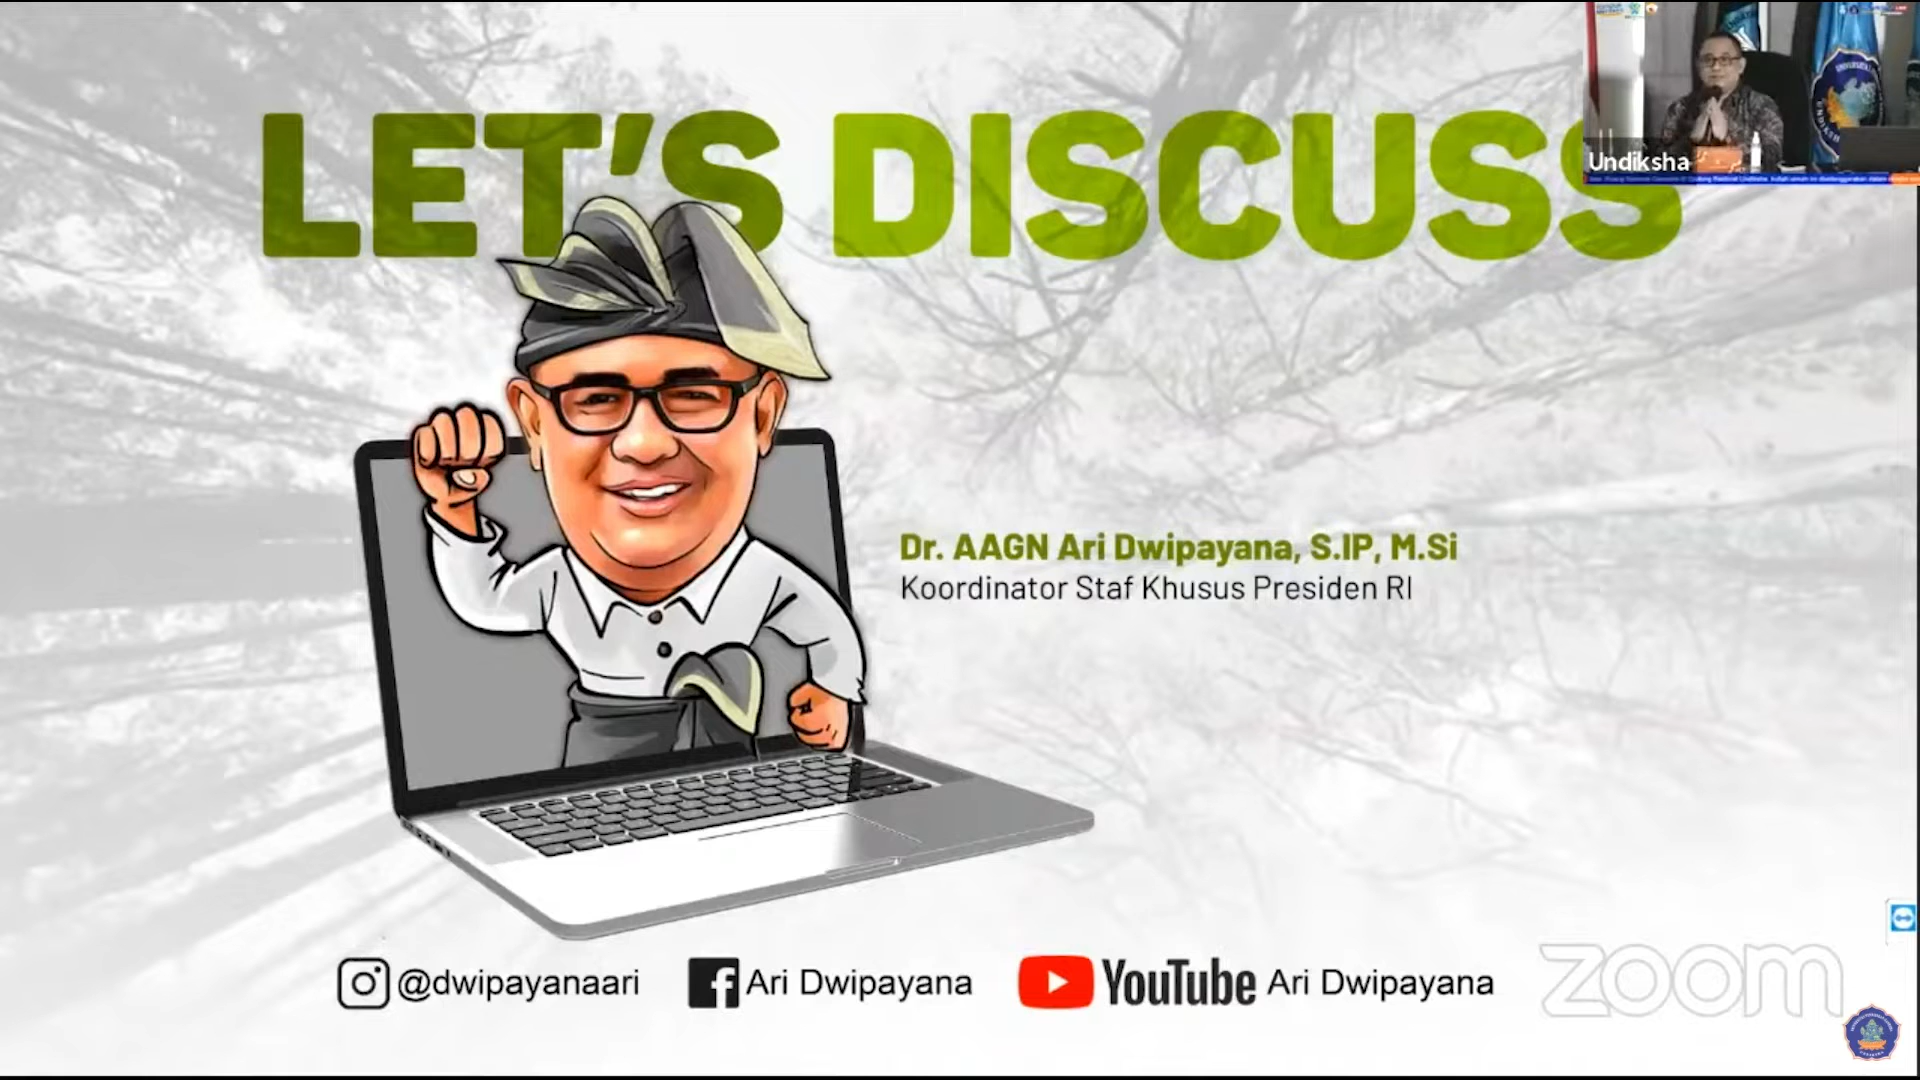 LET'S DISCUSS
Undiksha
Dr. AAGN Ari Dwipayana, S.IP, M.Si
Koordinator Staf Khusus Presiden RI
@dwipayanaari
Ari Dwipayana
YouTube Ari Dwipayana
zoom